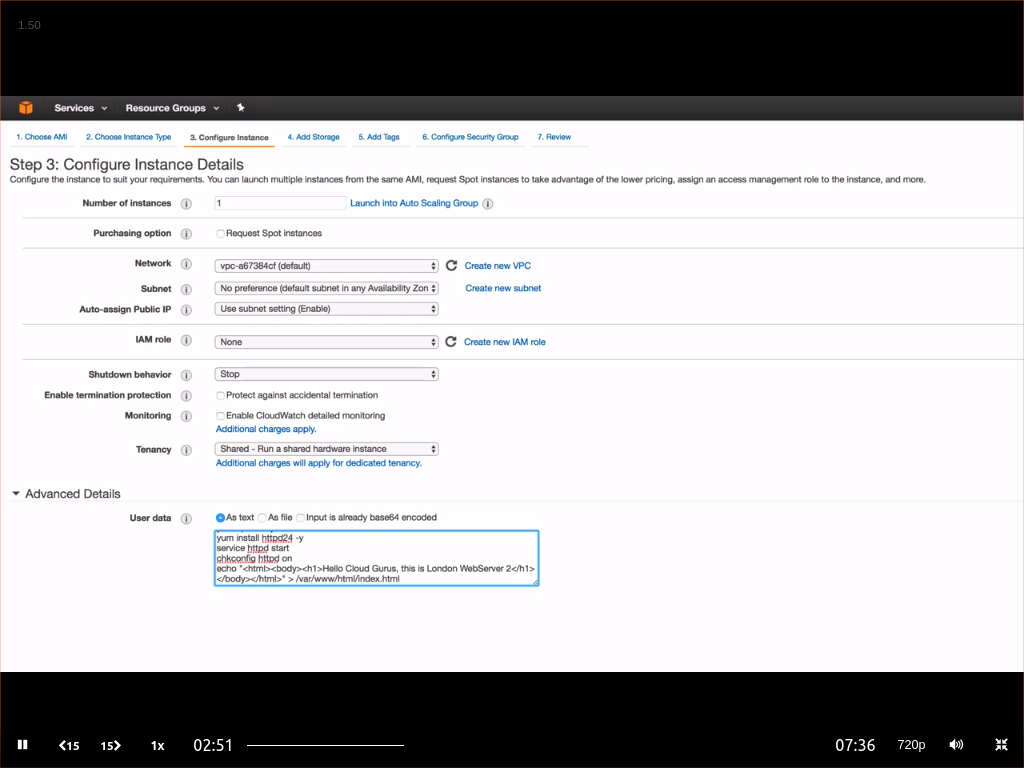 1.50
Services Resource Groups
1. Choose AMI 2. Choose Instance Type 3. Configure Instance 4. Add Storage 5. Add Tags 6. Configure Security Group 7. Review
Step 3: Configure Instance Details
Configure the instance to suit your requirements. You can launch multiple instances from the same AMI, request Spot instances to take advantage of the lower pricing, assign an access management role to the instance, and more.
Number of instances 1 Launch into Auto Scaling Group
Purchasing option Request Spot instances
Network vpc-a67384cf (default) Create new VPC
Subnet No preference (default subnet in any Availability Zon Create new subnet
Auto-assign Public IP Use subnet setting (Enable)
IAM role None Create new IAM role
Shutdown behavior Stop
Enable termination protection Protect against accidental termination
Monitoring Enable CloudWatch detailed monitoring
Additional charges apply.
Tenancy Shared - Run a shared hardware instance
Additional charges will apply for dedicated tenancy.
Advanced Details
User data As text As file Input is already base64 encoded
yum install httpd24 -y
service httpd start
chkconfig httpd on
echo "<html><body><h1>Hello Cloud Gurus, this is London WebServer 2</h1>
</body></html>" > /var/www/html/index.html
15 15 1x 02:51 07:36 720p